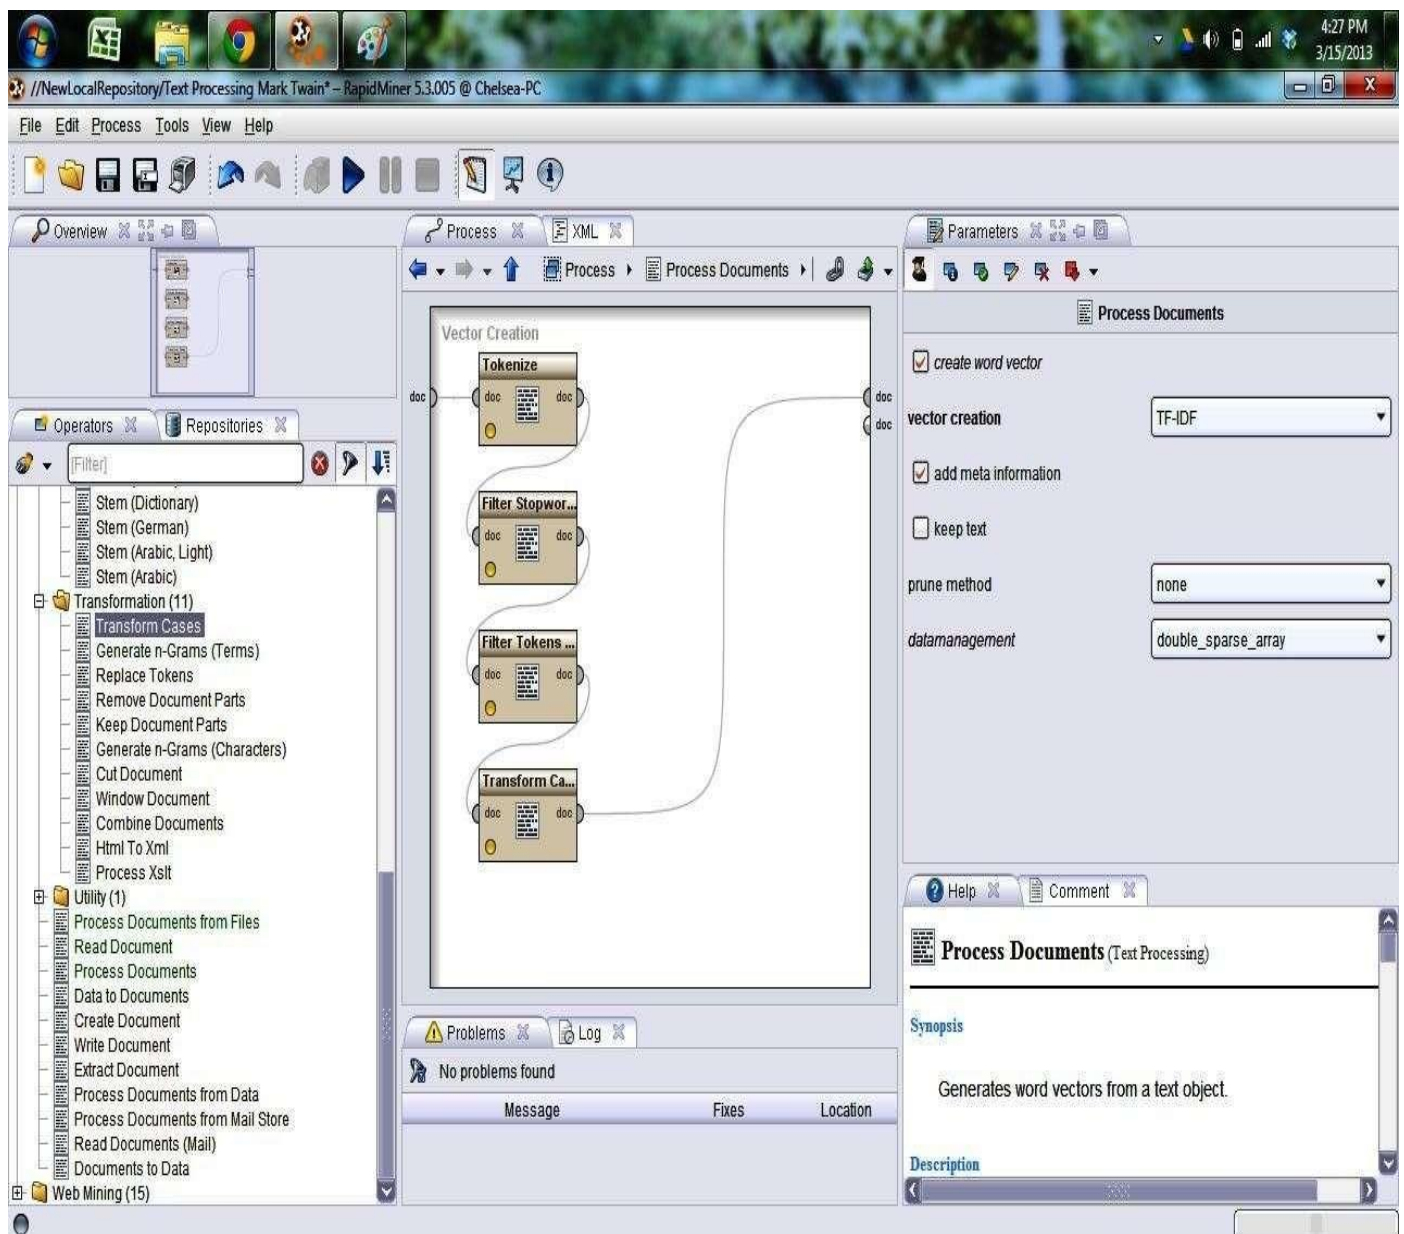 4:27 PM
3/15/2013
//NewLocalRepository/Text Processing Mark Twain* – RapidMiner 5.3.005 @ Chelsea-PC
File Edit Process Tools View Help
Overview
Operators
Repositories
[Filter]
Stem (Dictionary)
Stem (German)
Stem (Arabic, Light)
Stem (Arabic)
Transformation (11)
Transform Cases
Generate n-Grams (Terms)
Replace Tokens
Remove Document Parts
Keep Document Parts
Generate n-Grams (Characters)
Cut Document
Window Document
Combine Documents
Html To Xml
Process Xslt
Utility (1)
Process Documents from Files
Read Document
Process Documents
Data to Documents
Create Document
Write Document
Extract Document
Process Documents from Data
Process Documents from Mail Store
Read Documents (Mail)
Documents to Data
Web Mining (15)
Process
XML
Process
Process Documents
Vector Creation
doc
Tokenize
doc doc
Filter Stopwor...
doc doc
Filter Tokens ...
doc doc
Transform Ca...
doc doc
doc
doc
Problems
Log
No problems found
Message Fixes Location
Parameters
Process Documents
create word vector
vector creation TF-IDF
add meta information
keep text
prune method none
datamanagement double_sparse_array
Help
Comment
Process Documents (Text Processing)
Synopsis
Generates word vectors from a text object.
Description